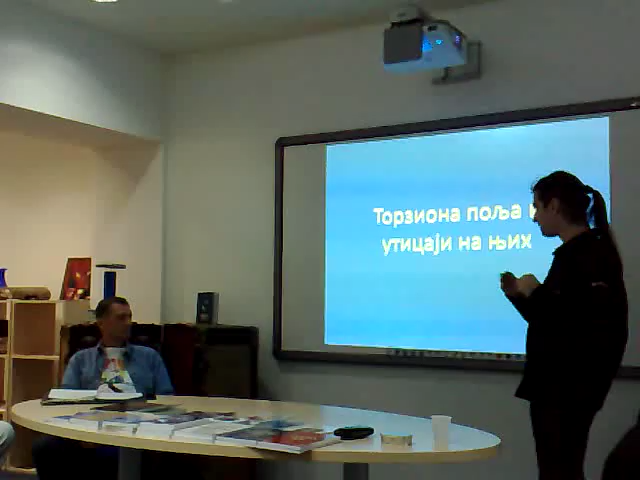 Торзиона поља и
утицаји на њих